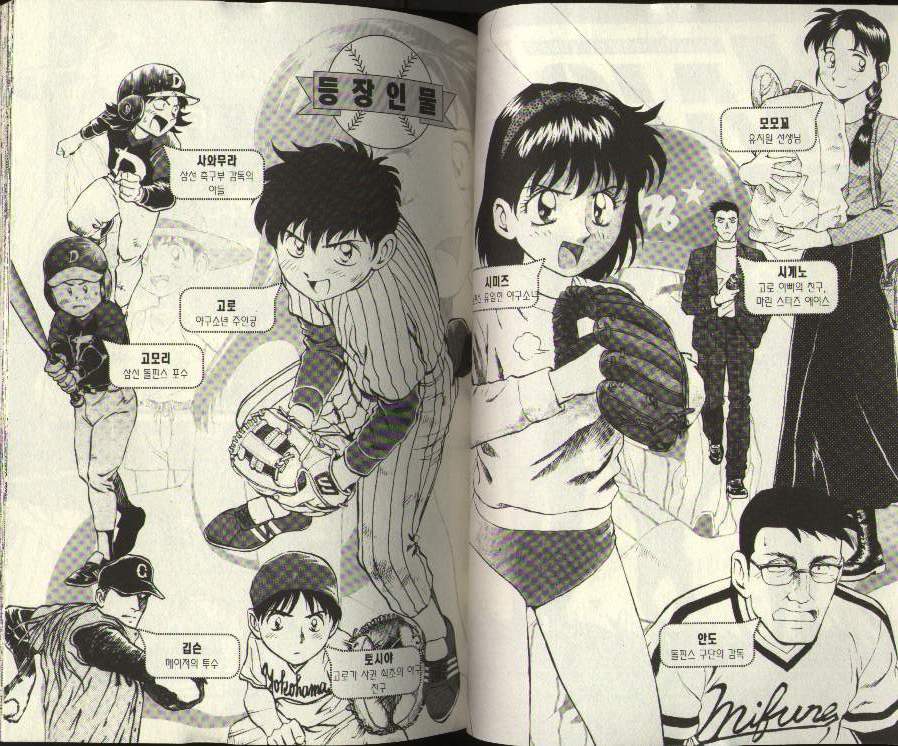 등장인물
사와무라
삼선 축구부 감독의
아들
고로
야구소년 주인공
고모리
삼선 돌핀스 포수
깁슨
메이저의 투수
토시야
고로가 사귄 최초의 야구
친구
Yokohama
D
D
D
C
시미즈
유일한 야구소년
모모꼬
유치원 선생님
시게노
고로 아빠의 친구,
마린 스타즈 에이스
안도
돌핀스 구단의 감독
mifune